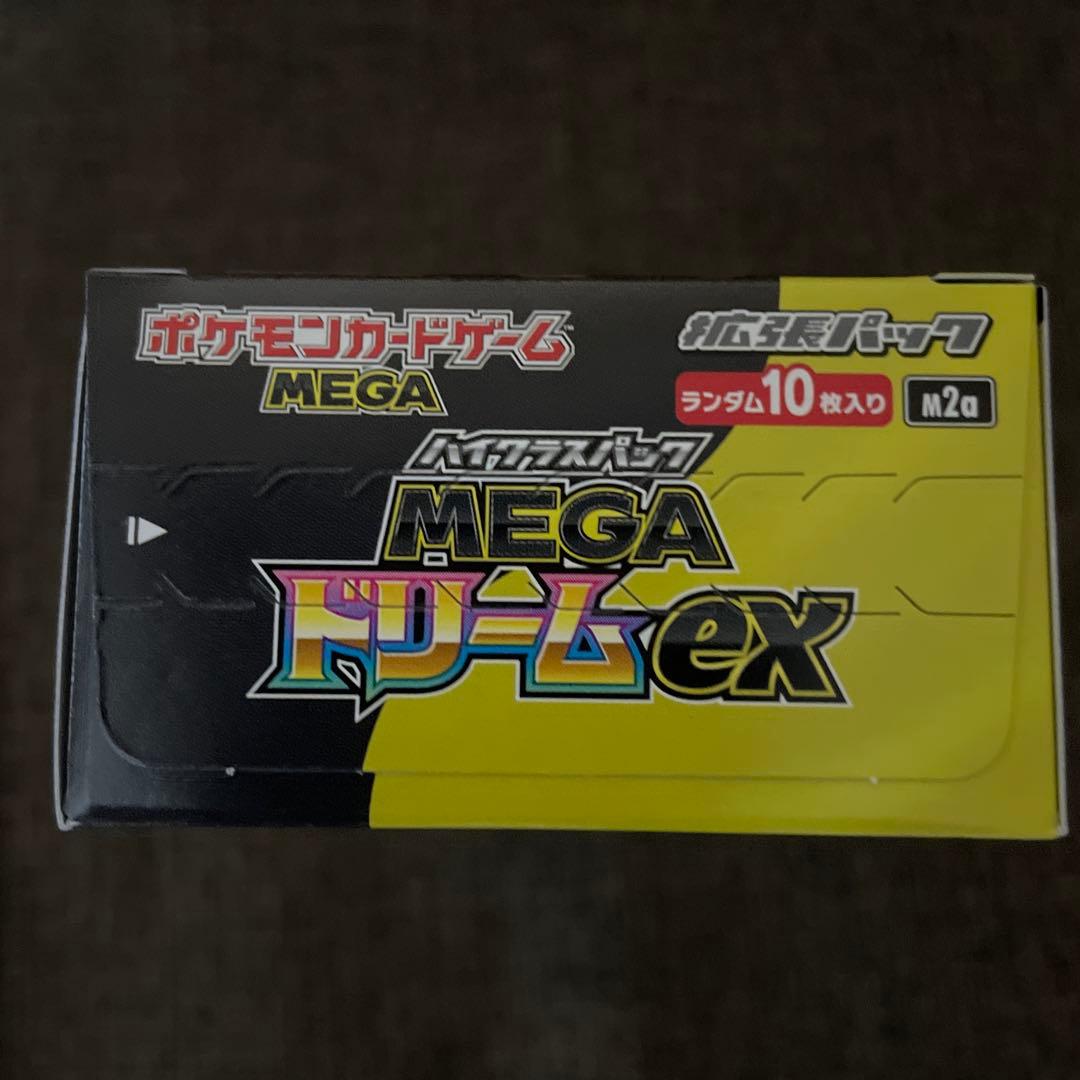 ポケモンカードゲーム™
MEGA
拡張パック
ランダム10枚入り
M2a
ハイクラスパック
MEGA
ドリームex